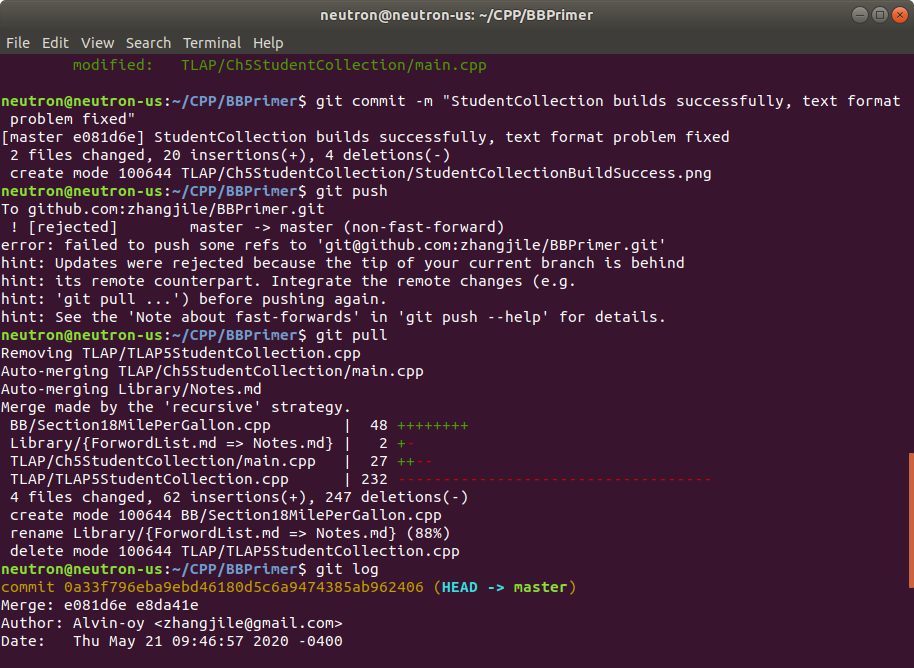 neutron@neutron-us: ~/CPP/BBPrimer
File Edit View Search Terminal Help
modified:   TLAP/Ch5StudentCollection/main.cpp
neutron@neutron-us:~/CPP/BBPrimer$ git commit -m "StudentCollection builds successfully, text format
problem fixed"
[master e081d6e] StudentCollection builds successfully, text format problem fixed
2 files changed, 20 insertions(+), 4 deletions(-)
create mode 100644 TLAP/Ch5StudentCollection/StudentCollectionBuildSuccess.png
neutron@neutron-us:~/CPP/BBPrimer$ git push
To github.com:zhangjile/BBPrimer.git
! [rejected]        master -> master (non-fast-forward)
error: failed to push some refs to 'git@github.com:zhangjile/BBPrimer.git'
hint: Updates were rejected because the tip of your current branch is behind
hint: its remote counterpart. Integrate the remote changes (e.g.
hint: 'git pull ...') before pushing again.
hint: See the 'Note about fast-forwards' in 'git push --help' for details.
neutron@neutron-us:~/CPP/BBPrimer$ git pull
Removing TLAP/TLAP5StudentCollection.cpp
Auto-merging TLAP/Ch5StudentCollection/main.cpp
Auto-merging Library/Notes.md
Merge made by the 'recursive' strategy.
BB/Section18MilePerGallon.cpp        |  48 ++++++++
Library/{ForwordList.md => Notes.md} |   2 +-
TLAP/Ch5StudentCollection/main.cpp   |  27 ++--
TLAP/TLAP5StudentCollection.cpp      | 232 -----------------------------------
4 files changed, 62 insertions(+), 247 deletions(-)
create mode 100644 BB/Section18MilePerGallon.cpp
rename Library/{ForwordList.md => Notes.md} (88%)
delete mode 100644 TLAP/TLAP5StudentCollection.cpp
neutron@neutron-us:~/CPP/BBPrimer$ git log
commit 0a33f796eba9ebd46180d5c6a9474385ab962406 (HEAD -> master)
Merge: e081d6e e8da41e
Author: Alvin-oy <zhangjile@gmail.com>
Date:   Thu May 21 09:46:57 2020 -0400